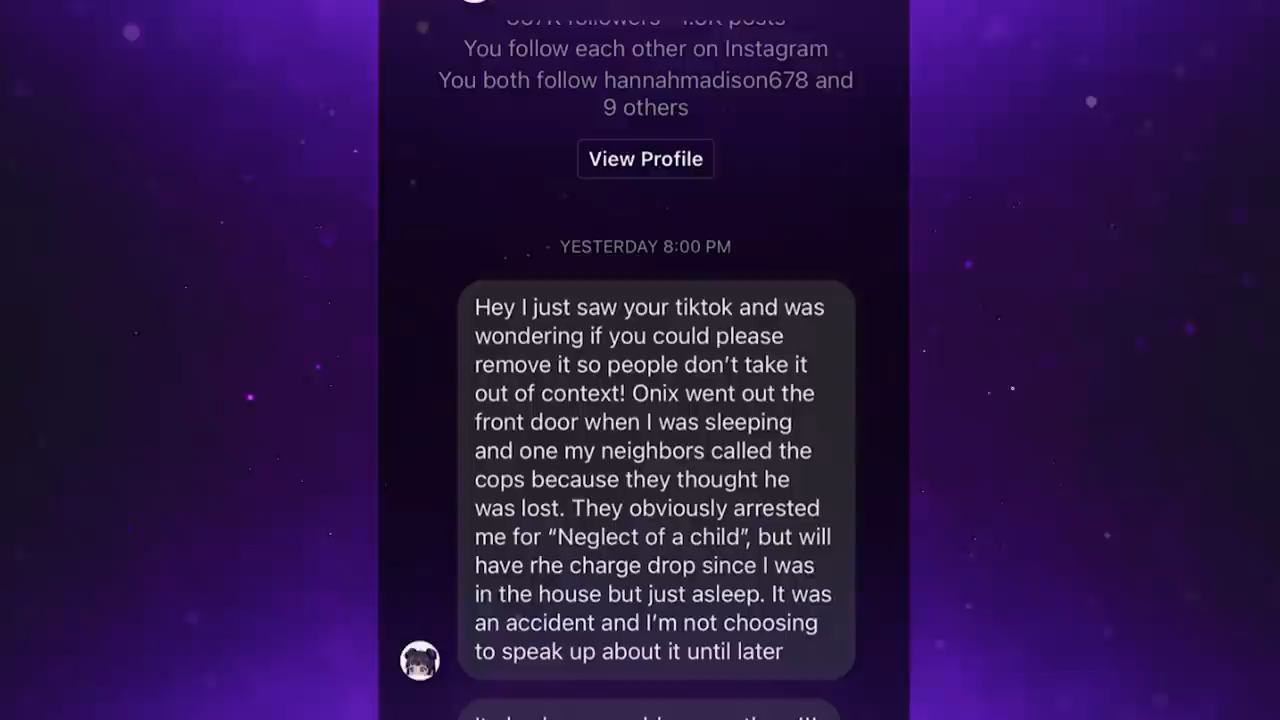 You follow each other on Instagram
You both follow hannahmadison678 and
9 others
View Profile
YESTERDAY 8:00 PM
Hey I just saw your tiktok and was
wondering if you could please
remove it so people don’t take it
out of context! Onix went out the
front door when I was sleeping
and one my neighbors called the
cops because they thought he
was lost. They obviously arrested
me for “Neglect of a child”, but will
have rhe charge drop since I was
in the house but just asleep. It was
an accident and I’m not choosing
to speak up about it until later